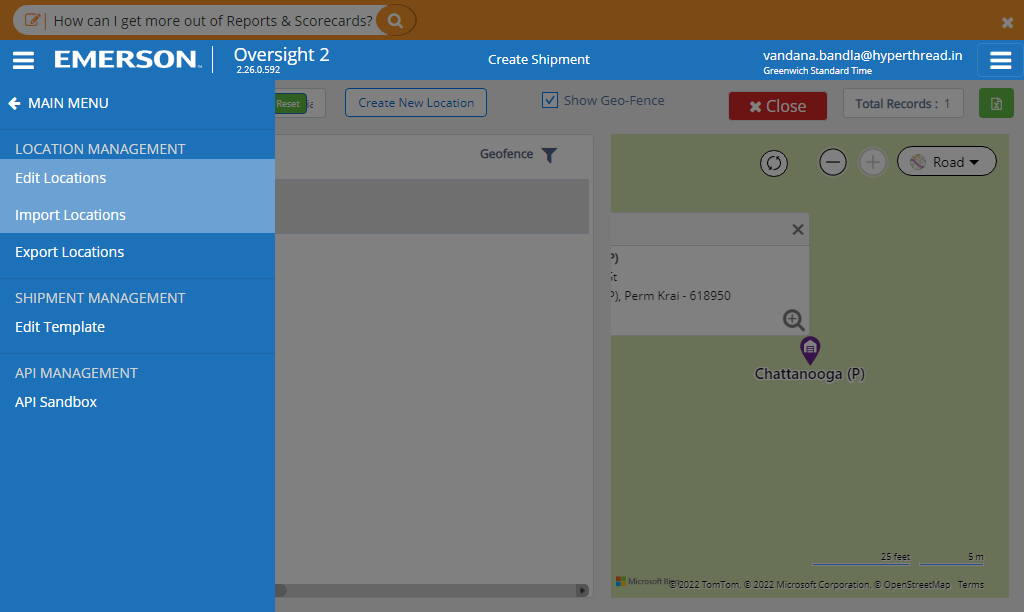 How can I get more out of Reports & Scorecards?
EMERSON
Oversight 2
2.26.0.592
Create Shipment
vandana.bandla@hyperthread.in
Greenwich Standard Time
MAIN MENU
Reset
Create New Location
Show Geo-Fence
Close
Total Records : 1
LOCATION MANAGEMENT
Edit Locations
Import Locations
Export Locations
SHIPMENT MANAGEMENT
Edit Template
API MANAGEMENT
API Sandbox
Geofence
Road
P)
St
P), Perm Krai - 618950
Chattanooga (P)
25 feet
5 m
Microsoft
© 2022 TomTom, © 2022 Microsoft Corporation, © OpenStreetMap Terms